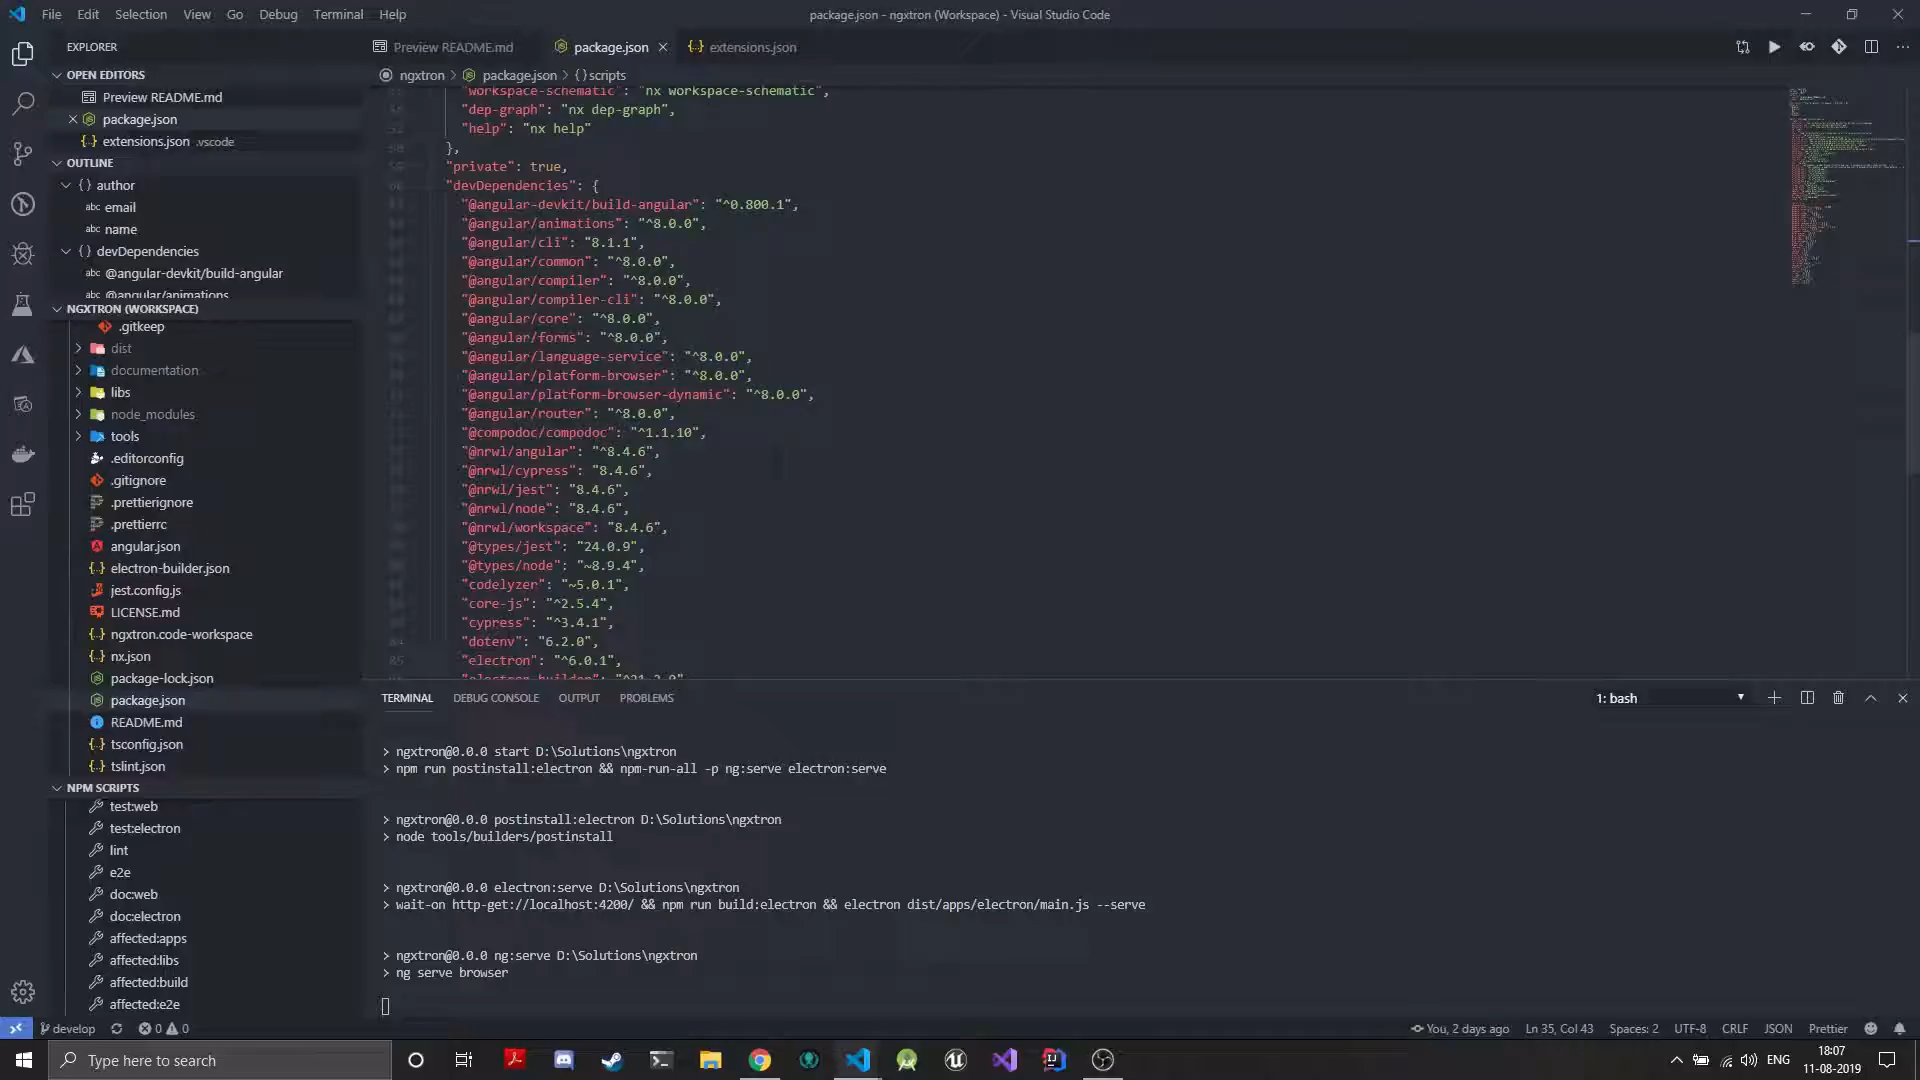 File Edit Selection View Go Debug Terminal Help
package.json - ngxtron (Workspace) - Visual Studio Code
EXPLORER
OPEN EDITORS
Preview README.md
package.json
extensions.json .vscode
OUTLINE
{} author
abc email
abc name
{} devDependencies
abc @angular-devkit/build-angular
abc @angular/animations
NGXTRON (WORKSPACE)
.gitkeep
dist
documentation
libs
node_modules
tools
.editorconfig
.gitignore
.prettierignore
.prettierrc
angular.json
electron-builder.json
jest.config.js
LICENSE.md
ngxtron.code-workspace
nx.json
package-lock.json
package.json
README.md
tsconfig.json
tslint.json
NPM SCRIPTS
test:web
test:electron
lint
e2e
doc:web
doc:electron
affected:apps
affected:libs
affected:build
affected:e2e
Preview README.md package.json extensions.json
ngxtron > package.json > {} scripts
"workspace-schematic": "nx workspace-schematic",
"dep-graph": "nx dep-graph",
"help": "nx help"
},
"private": true,
"devDependencies": {
"@angular-devkit/build-angular": "^0.800.1",
"@angular/animations": "^8.0.0",
"@angular/cli": "8.1.1",
"@angular/common": "^8.0.0",
"@angular/compiler": "^8.0.0",
"@angular/compiler-cli": "^8.0.0",
"@angular/core": "^8.0.0",
"@angular/forms": "^8.0.0",
"@angular/language-service": "^8.0.0",
"@angular/platform-browser": "^8.0.0",
"@angular/platform-browser-dynamic": "^8.0.0",
"@angular/router": "^8.0.0",
"@compodoc/compodoc": "^1.1.10",
"@nrwl/angular": "^8.4.6",
"@nrwl/cypress": "8.4.6",
"@nrwl/jest": "8.4.6",
"@nrwl/node": "8.4.6",
"@nrwl/workspace": "8.4.6",
"@types/jest": "24.0.9",
"@types/node": "~8.9.4",
"codelyzer": "~5.0.1",
"core-js": "^2.5.4",
"cypress": "^3.4.1",
"dotenv": "6.2.0",
85 "electron": "^6.0.1",
"electron-builder": "^21.2.0"
TERMINAL DEBUG CONSOLE OUTPUT PROBLEMS 1: bash
> ngxtron@0.0.0 start D:\Solutions\ngxtron
> npm run postinstall:electron && npm-run-all -p ng:serve electron:serve
> ngxtron@0.0.0 postinstall:electron D:\Solutions\ngxtron
> node tools/builders/postinstall
> ngxtron@0.0.0 electron:serve D:\Solutions\ngxtron
> wait-on http-get://localhost:4200/ && npm run build:electron && electron dist/apps/electron/main.js --serve
> ngxtron@0.0.0 ng:serve D:\Solutions\ngxtron
> ng serve browser
develop 0 0 You, 2 days ago Ln 35, Col 43 Spaces: 2 UTF-8 CRLF JSON Prettier
Type here to search ENG 18:07
11-08-2019